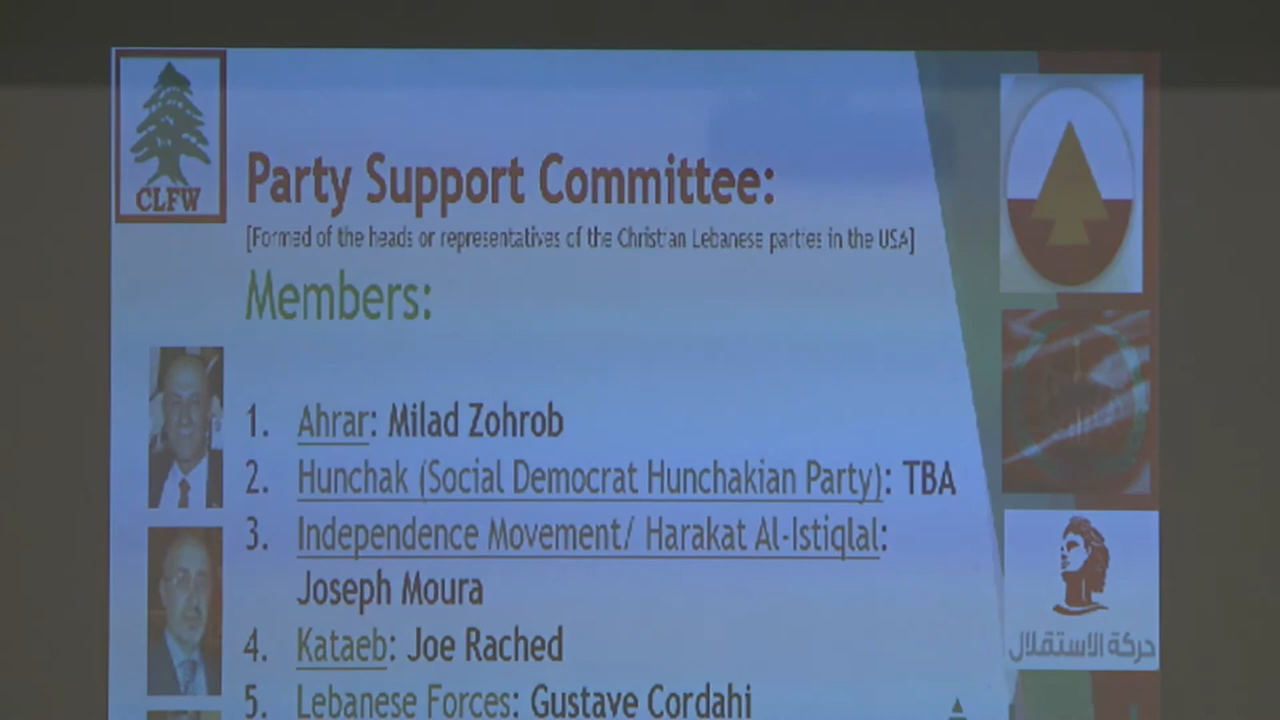 CLFW
Party Support Committee:
[Formed of the heads or representatives of the Christian Lebanese parties in the USA]
Members:
1. Ahrar: Milad Zohrob
2. Hunchak (Social Democrat Hunchakian Party): TBA
3. Independence Movement/ Harakat Al-Istiqlal:
Joseph Moura
4. Kataeb: Joe Rached
5. Lebanese Forces: Gustave Cordahi
حركة الاستقلال